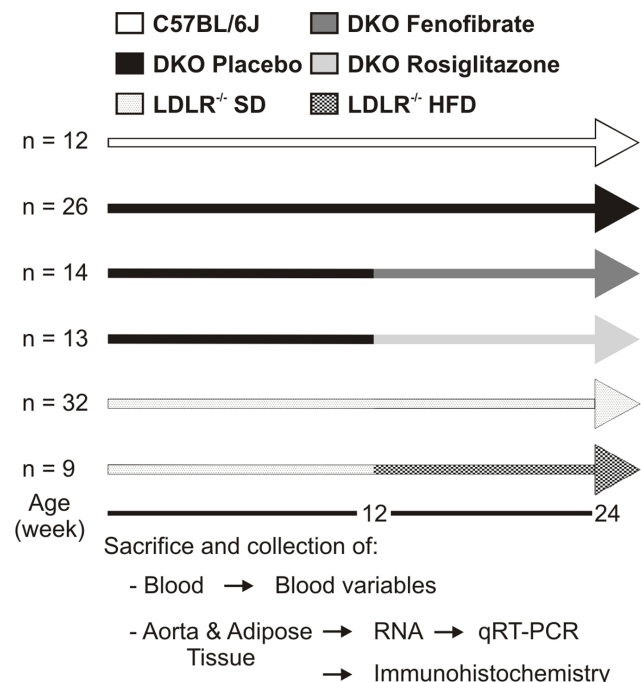 C57BL/6J DKO Fenofibrate
DKO Placebo DKO Rosiglitazone
LDLR-/- SD LDLR-/- HFD
n = 12
n = 26
n = 14
n = 13
n = 32
n = 9
Age
(week) 12 24
Sacrifice and collection of:
- Blood → Blood variables
- Aorta & Adipose → RNA → qRT-PCR
Tissue
→ Immunohistochemistry